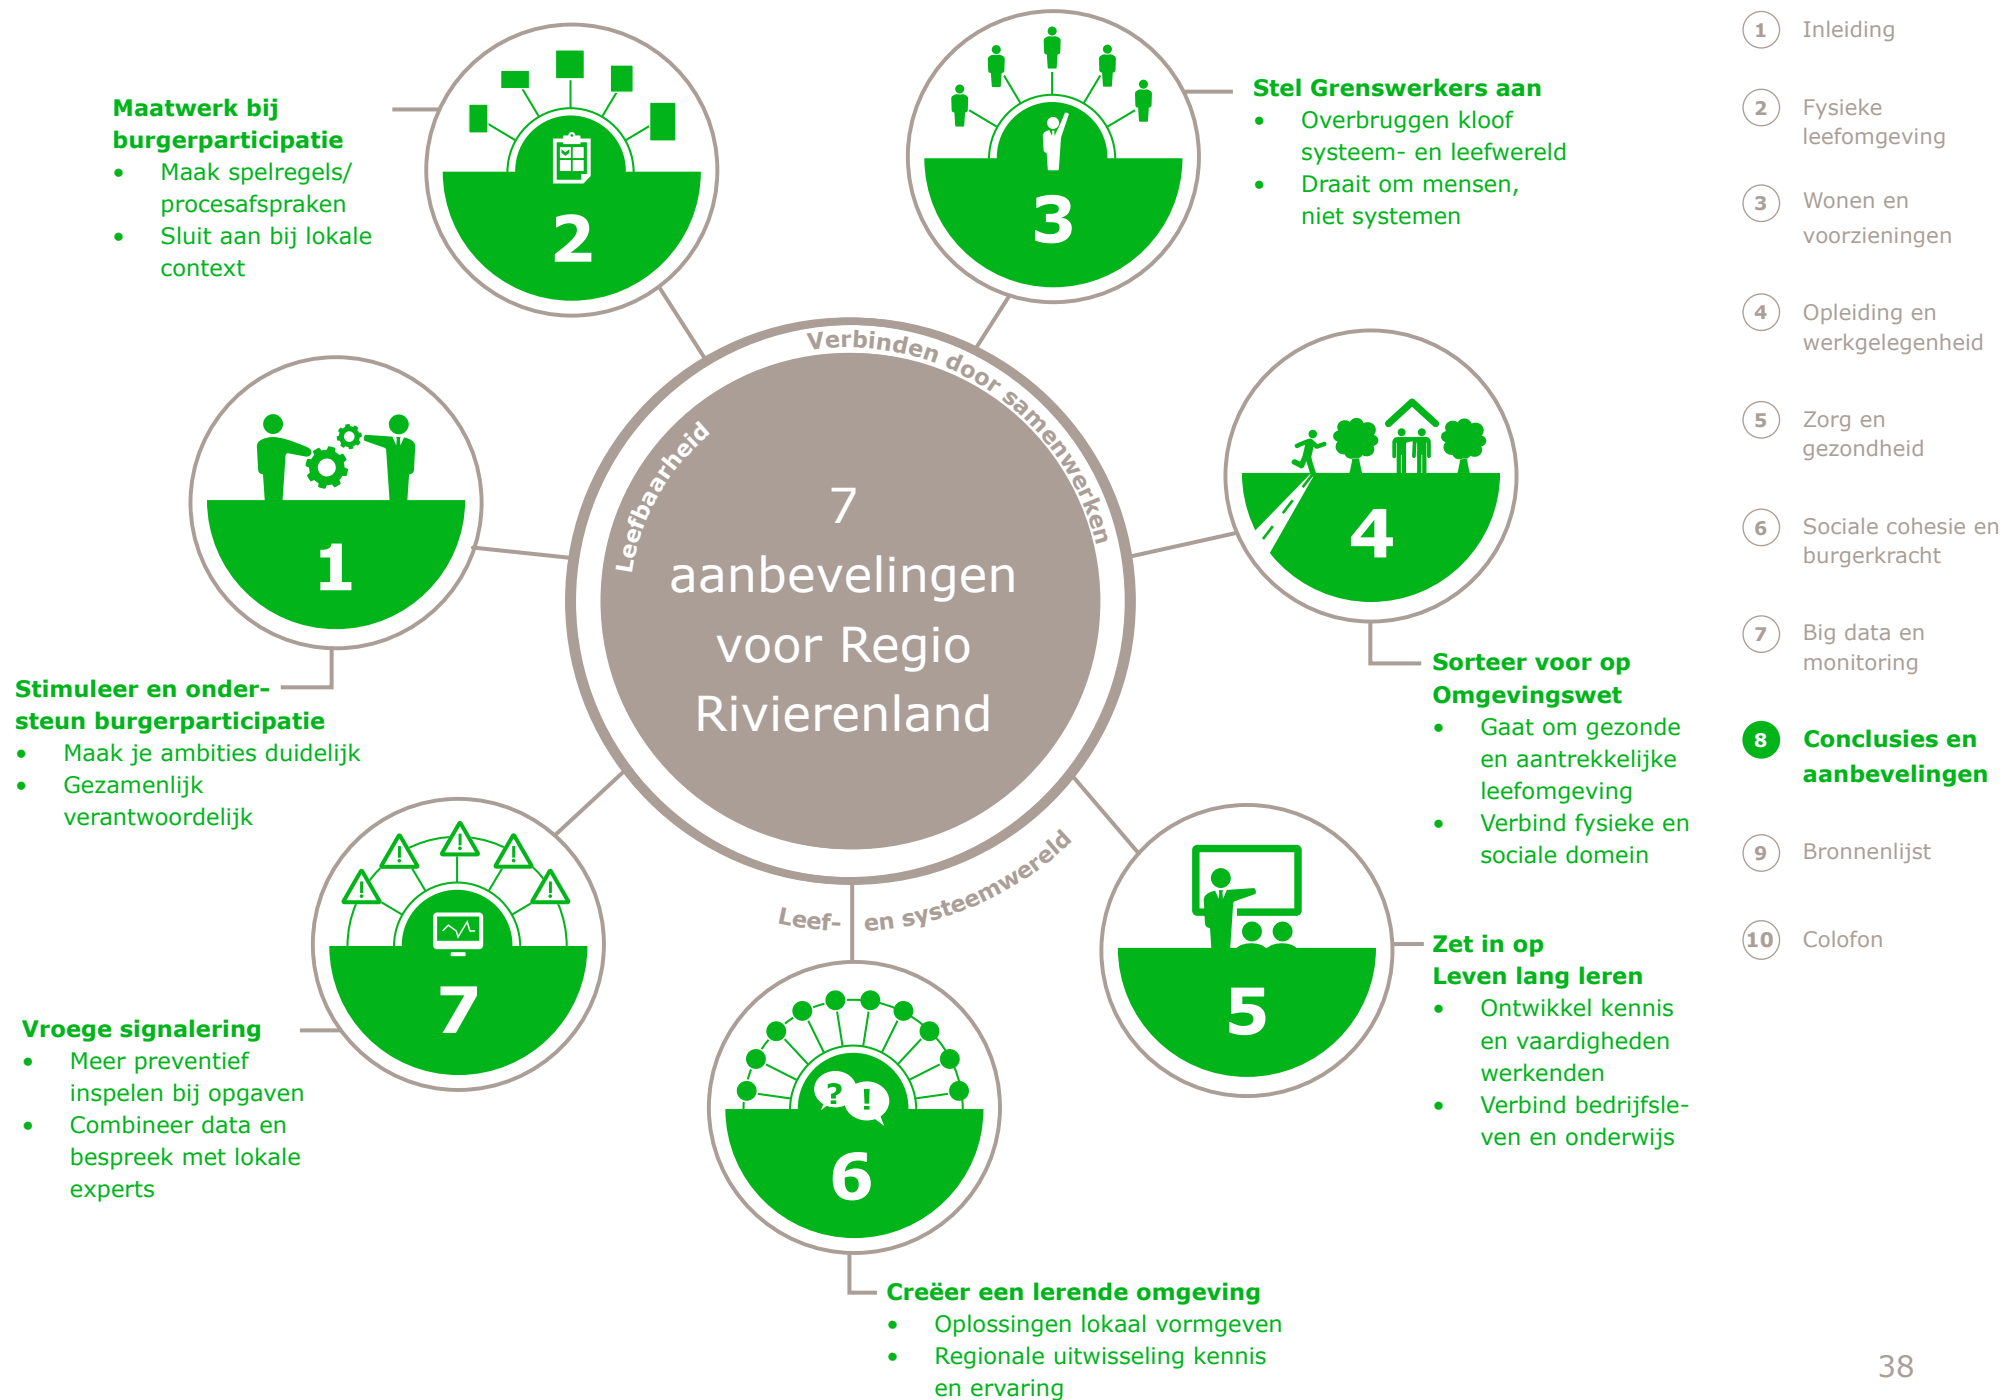 Maatwerk bij
burgerparticipatie
• Maak spelregels/
procesafspraken
• Sluit aan bij lokale
context
2
3
Stel Grenswerkers aan
• Overbruggen kloof
systeem- en leefwereld
• Draait om mensen,
niet systemen
1
Stimuleer en onder-
steun burgerparticipatie
• Maak je ambities duidelijk
• Gezamenlijk
verantwoordelijk
Verbinden door samenwerken
Leefbaarheid
7
aanbevelingen
voor Regio
Rivierenland
Leef- en systeemwereld
4
Sorteer voor op
Omgevingswet
• Gaat om gezonde
en aantrekkelijke
leefomgeving
• Verbind fysieke en
sociale domein
7
Vroege signalering
• Meer preventief
inspelen bij opgaven
• Combineer data en
bespreek met lokale
experts
! ! ! ! !
? !
6
Creëer een lerende omgeving
• Oplossingen lokaal vormgeven
• Regionale uitwisseling kennis
en ervaring
5
Zet in op
Leven lang leren
• Ontwikkel kennis
en vaardigheden
werkenden
• Verbind bedrijfsle-
ven en onderwijs
1 Inleiding
2 Fysieke
leefomgeving
3 Wonen en
voorzieningen
4 Opleiding en
werkgelegenheid
5 Zorg en
gezondheid
6 Sociale cohesie en
burgerkracht
7 Big data en
monitoring
8 Conclusies en
aanbevelingen
9 Bronnenlijst
10 Colofon
38